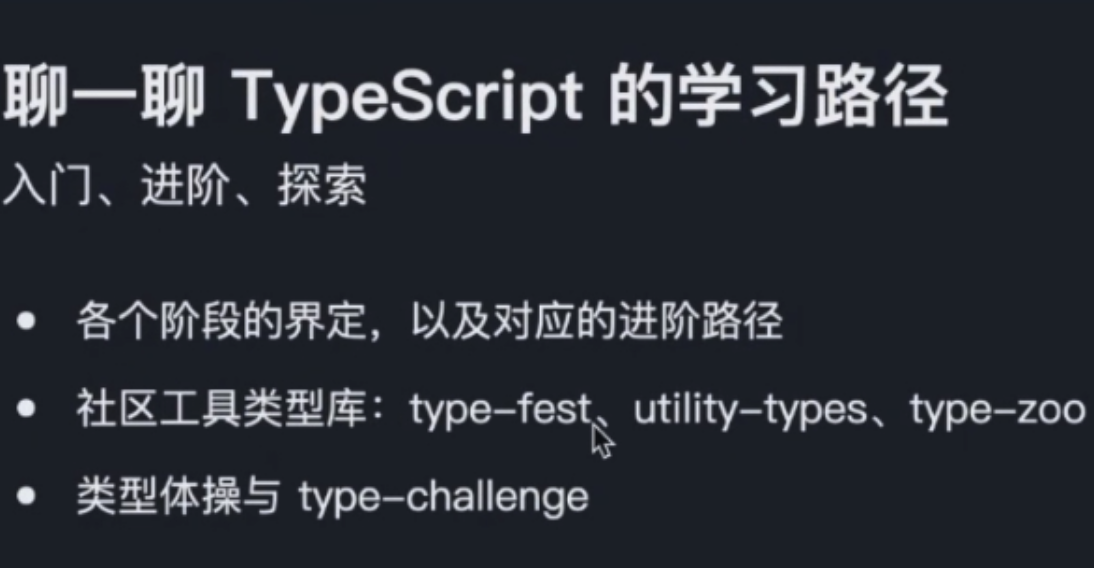 聊一聊 TypeScript 的学习路径
入门、进阶、探索
• 各个阶段的界定，以及对应的进阶路径
• 社区工具类型库：type-fest、utility-types、type-zoo
• 类型体操与 type-challenge